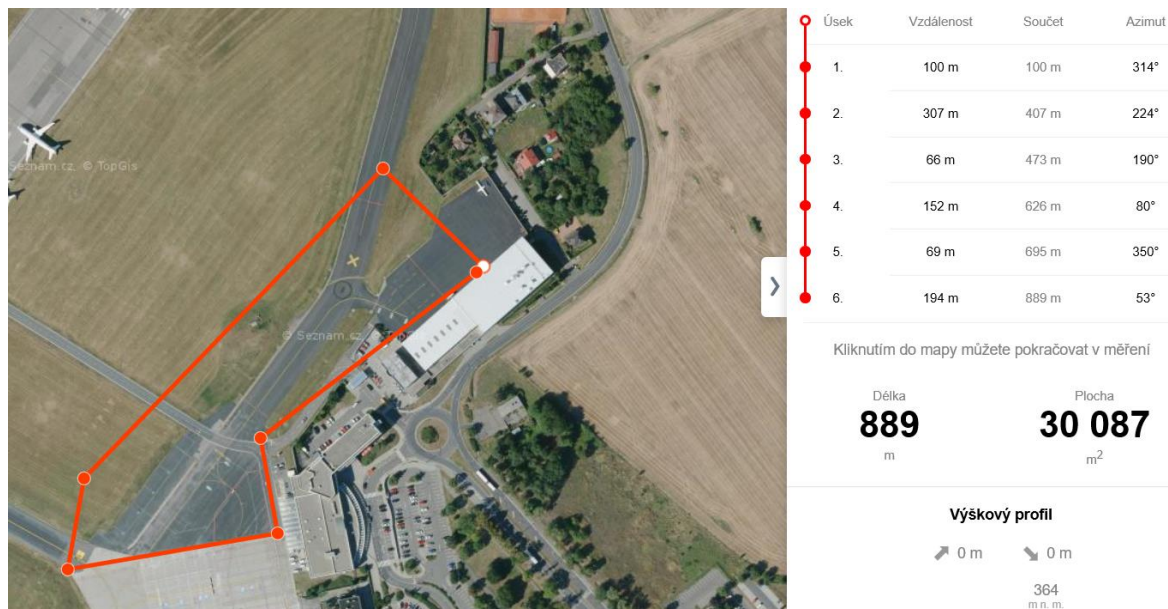 Seznam.cz, © TopGis
© Seznam.cz, © TopGis
Úsek Vzdálenost Součet Azimut
1. 100 m 100 m 314°
2. 307 m 407 m 224°
3. 66 m 473 m 190°
4. 152 m 626 m 80°
5. 69 m 695 m 350°
6. 194 m 889 m 53°
Kliknutím do mapy můžete pokračovat v měření
Délka Plocha
889 30 087
m m²
Výškový profil
0 m 0 m
364
m n. m.